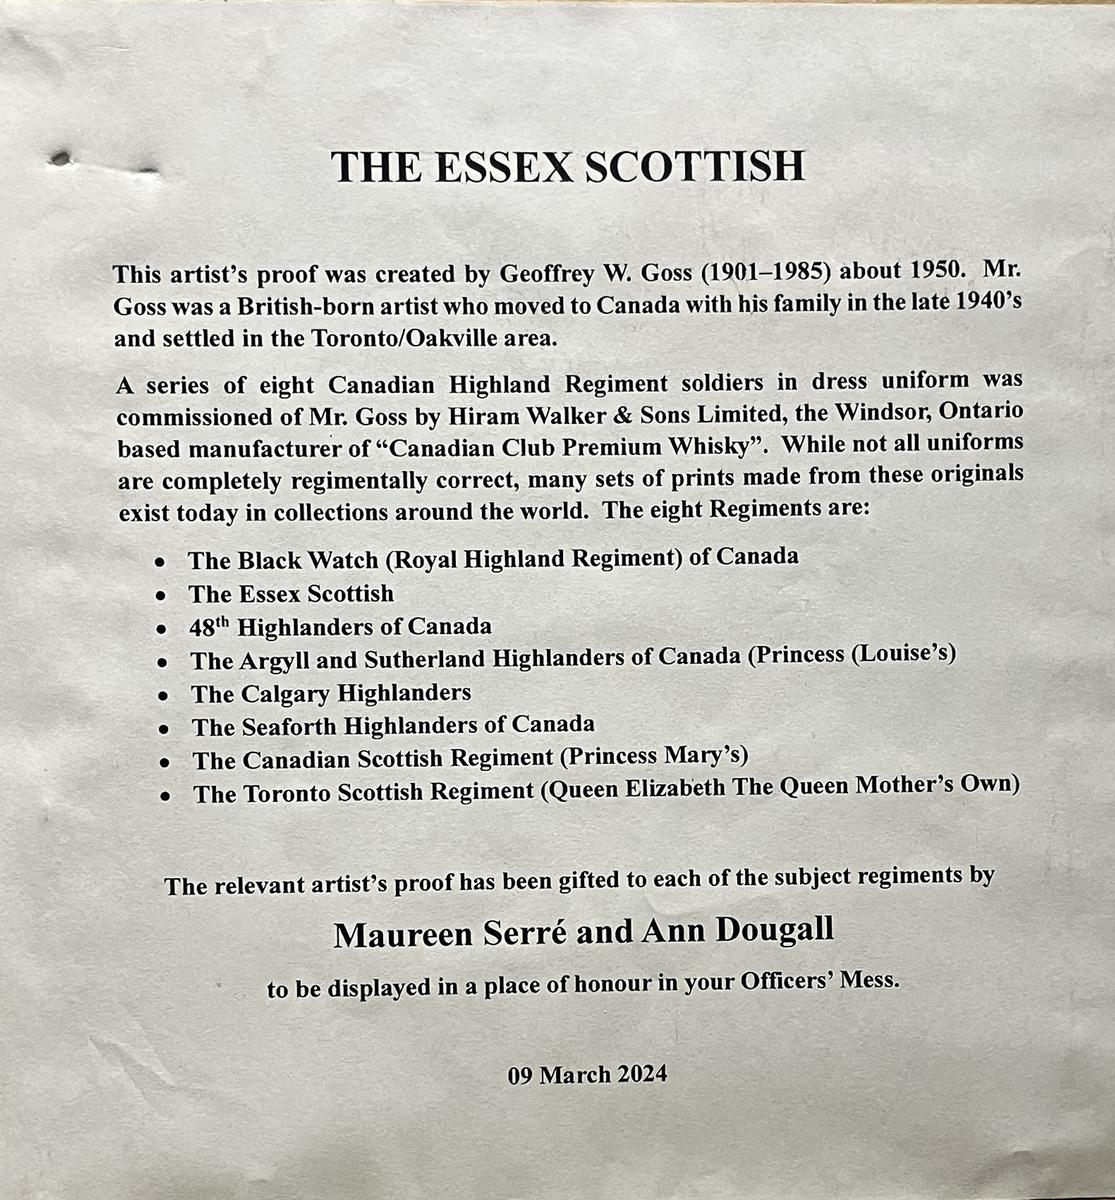 THE ESSEX SCOTTISH
This artist’s proof was created by Geoffrey W. Goss (1901–1985) about 1950. Mr.
Goss was a British-born artist who moved to Canada with his family in the late 1940’s
and settled in the Toronto/Oakville area.
A series of eight Canadian Highland Regiment soldiers in dress uniform was
commissioned of Mr. Goss by Hiram Walker & Sons Limited, the Windsor, Ontario
based manufacturer of “Canadian Club Premium Whisky”. While not all uniforms
are completely regimentally correct, many sets of prints made from these originals
exist today in collections around the world. The eight Regiments are:
• The Black Watch (Royal Highland Regiment) of Canada
• The Essex Scottish
• 48th Highlanders of Canada
• The Argyll and Sutherland Highlanders of Canada (Princess (Louise’s)
• The Calgary Highlanders
• The Seaforth Highlanders of Canada
• The Canadian Scottish Regiment (Princess Mary’s)
• The Toronto Scottish Regiment (Queen Elizabeth The Queen Mother’s Own)
The relevant artist’s proof has been gifted to each of the subject regiments by
Maureen Serré and Ann Dougall
to be displayed in a place of honour in your Officers’ Mess.
09 March 2024